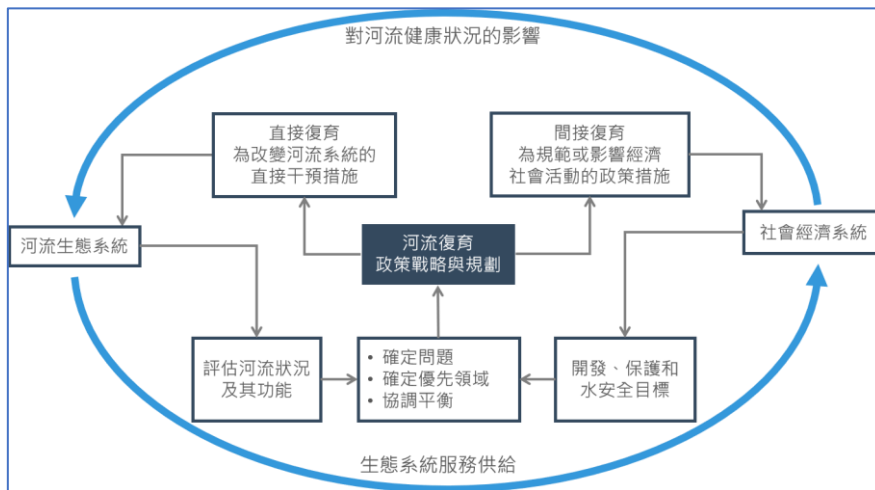 對河流健康狀況的影響
直接復育
為改變河流系統的
直接干預措施
間接復育
為規範或影響經濟
社會活動的政策措施
河流生態系統
河流復育
政策戰略與規劃
社會經濟系統
評估河流狀況
及其功能
• 確定問題
• 確定優先領域
• 協調平衡
開發、保護和
水安全目標
生態系統服務供給